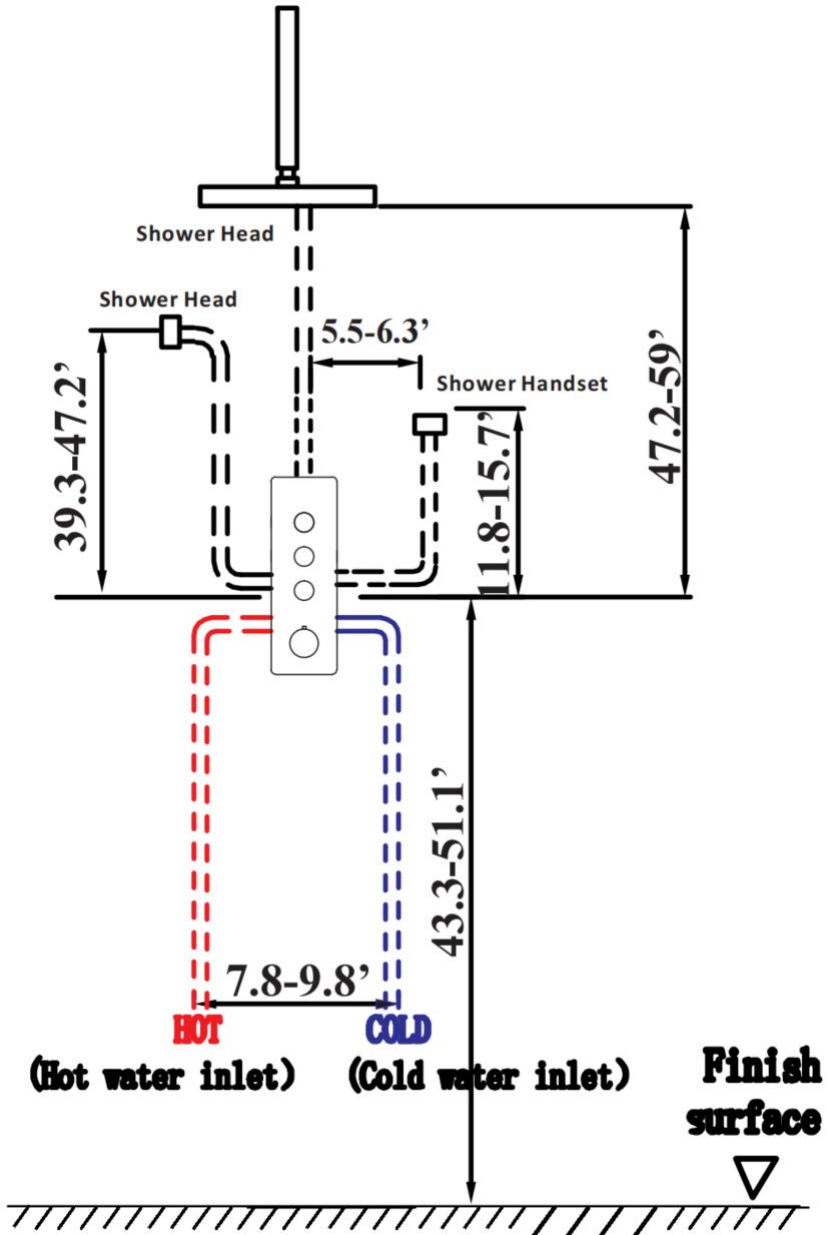 Shower Head
Shower Head
5.5-6.3’
Shower Handset
39.3-47.2’
11.8-15.7’
47.2-59’
43.3-51.1’
7.8-9.8’
HOT
COLD
(Hot water inlet)
(Cold water inlet)
Finish
surface